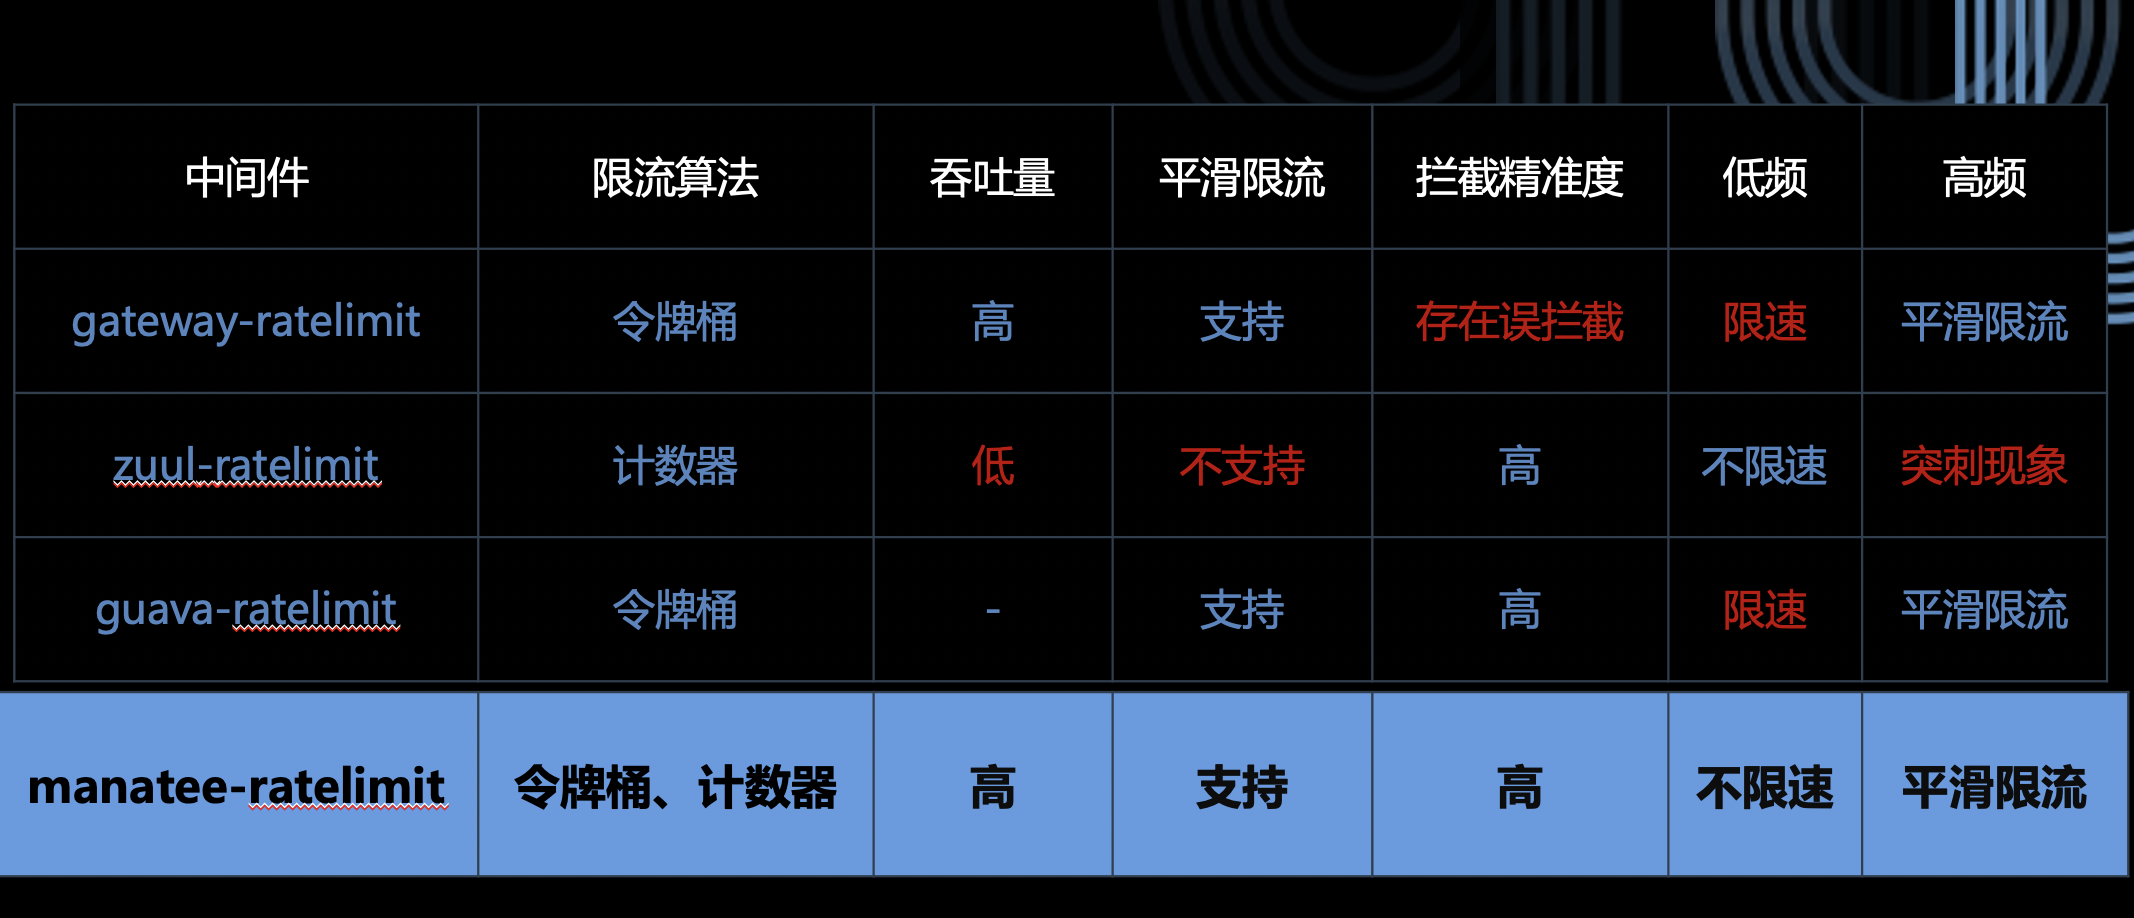 中间件 限流算法 吞吐量 平滑限流 拦截精准度 低频 高频
gateway-ratelimit 令牌桶 高 支持 存在误拦截 限速 平滑限流
zuul-ratelimit 计数器 低 不支持 高 不限速 突刺现象
guava-ratelimit 令牌桶 - 支持 高 限速 平滑限流
manatee-ratelimit 令牌桶、计数器 高 支持 高 不限速 平滑限流